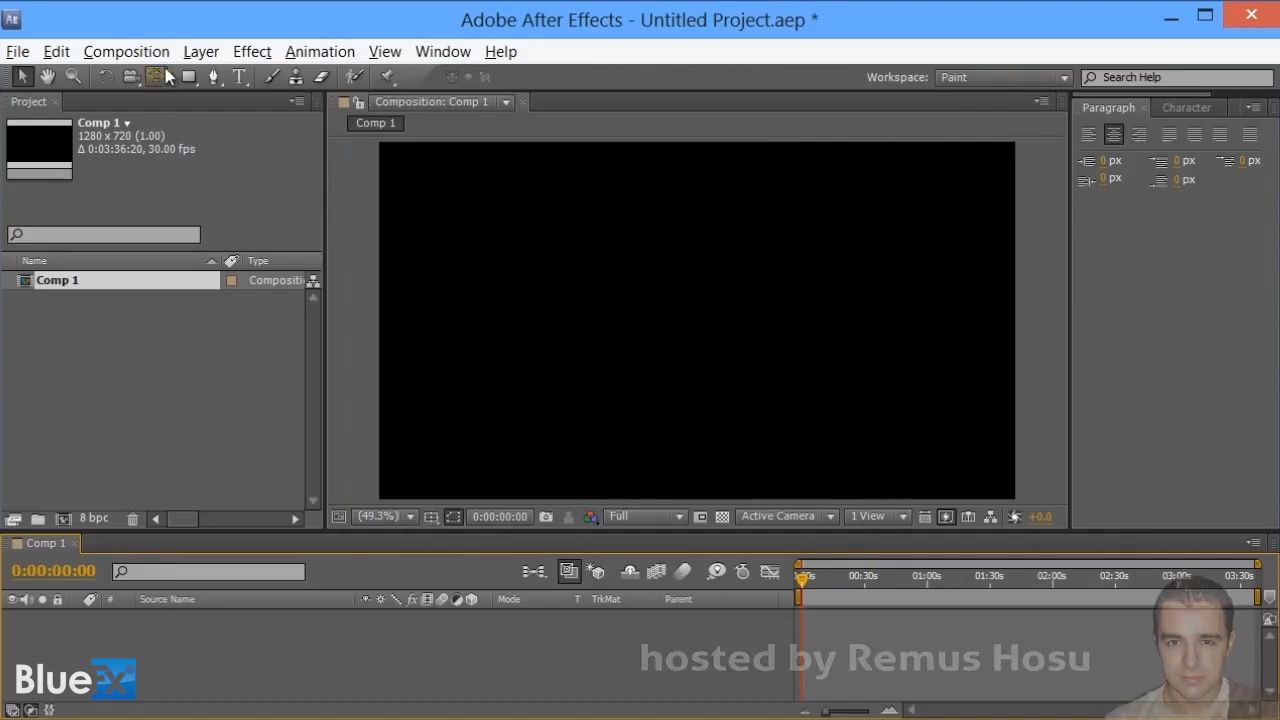 Adobe After Effects - Untitled Project.aep *
File Edit Composition Layer Effect Animation View Window Help
Workspace: Paint Search Help
Project
Comp 1
1280 x 720 (1.00)
Δ 0:03:36:20, 30.00 fps
Name Type
Comp 1 Compositi
8 bpc
Composition: Comp 1
Comp 1
(49.3%) 0:00:00:00 Full Active Camera 1 View +0.0
Paragraph Character
0 px 0 px 0 px
0 px 0 px
Comp 1
0:00:00:00
00:30s 01:00s 01:30s 02:00s 02:30s 03:00s 03:30s
# Source Name Mode T TrkMat Parent
hosted by Remus Hosu
BlueFX